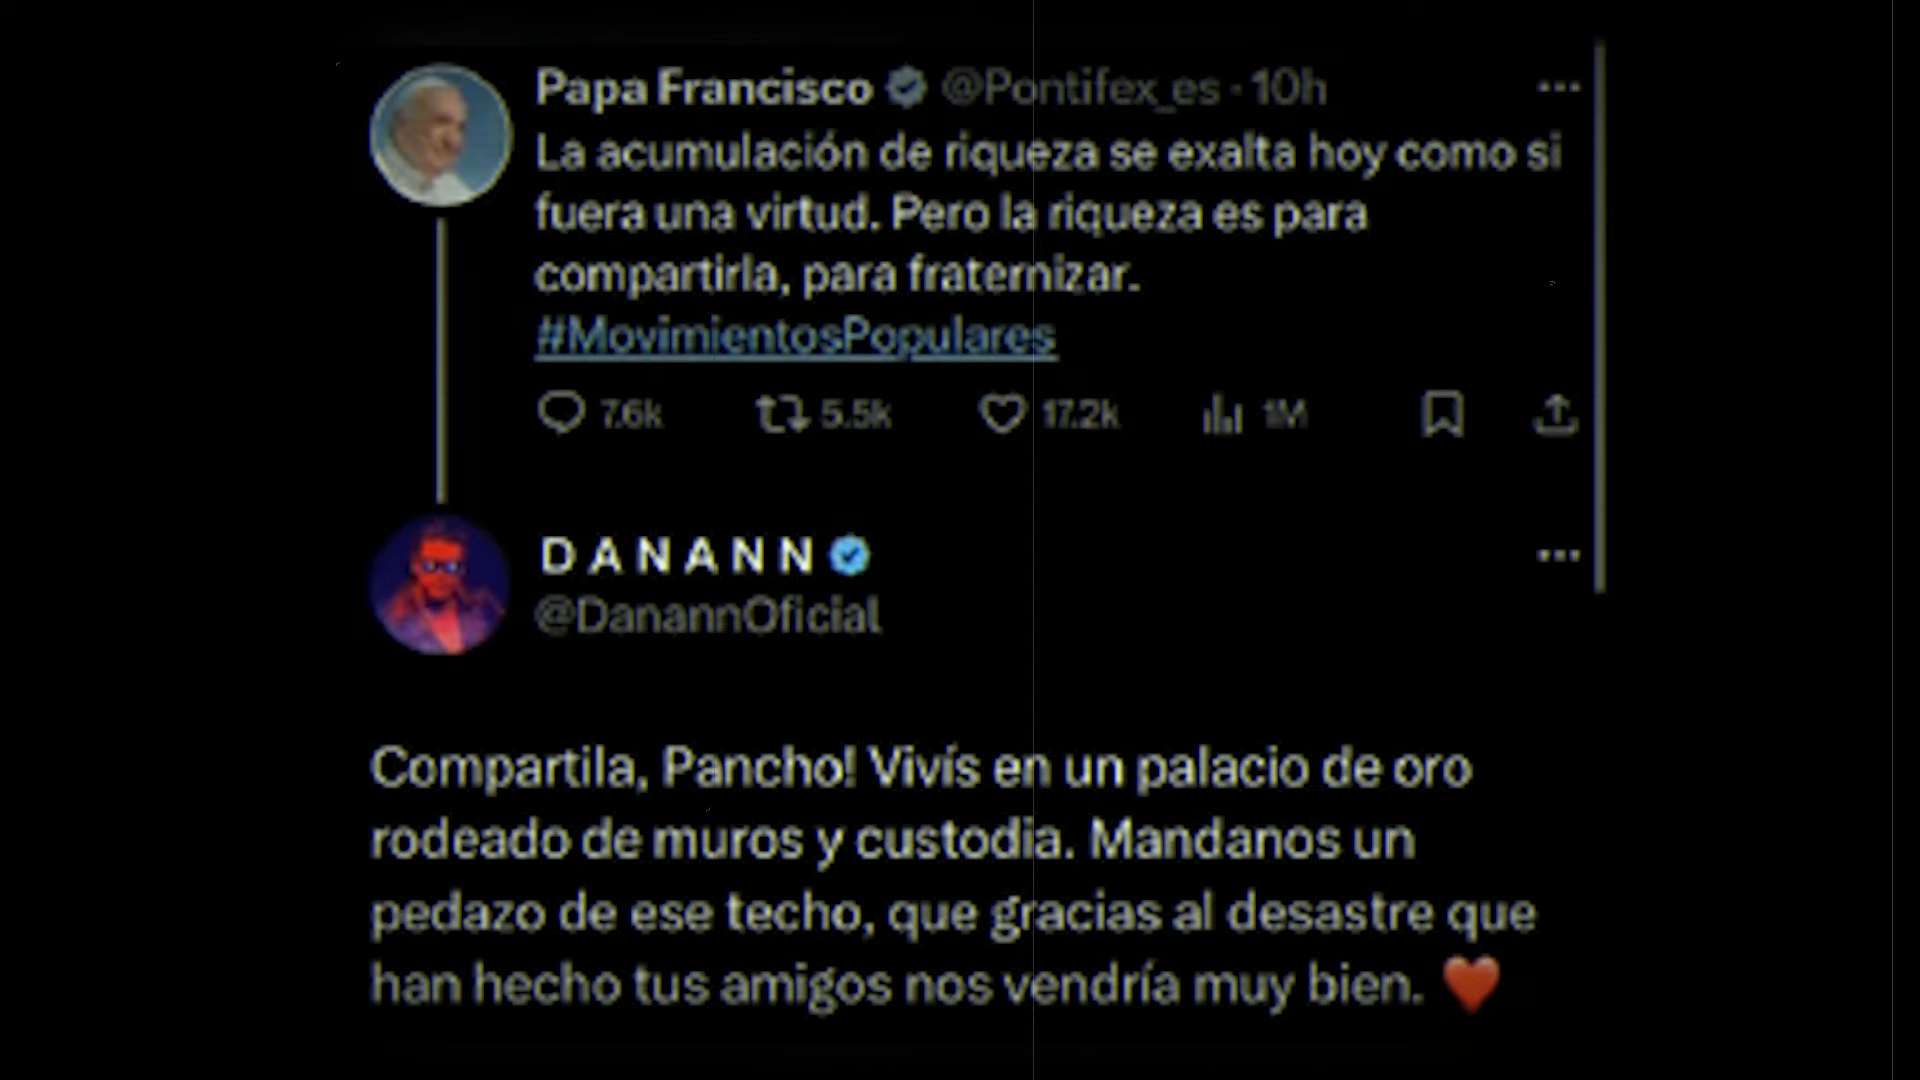 Papa Francisco @Pontifex_es · 10h
La acumulación de riqueza se exalta hoy como si
fuera una virtud. Pero la riqueza es para
compartirla, para fraternizar.
#MovimientosPopulares
7.6k 5.5k 17.2k 1M
D A N A N N
@DanannOficial
Compartila, Pancho! Vivís en un palacio de oro
rodeado de muros y custodia. Mandanos un
pedazo de ese techo, que gracias al desastre que
han hecho tus amigos nos vendría muy bien. ❤️